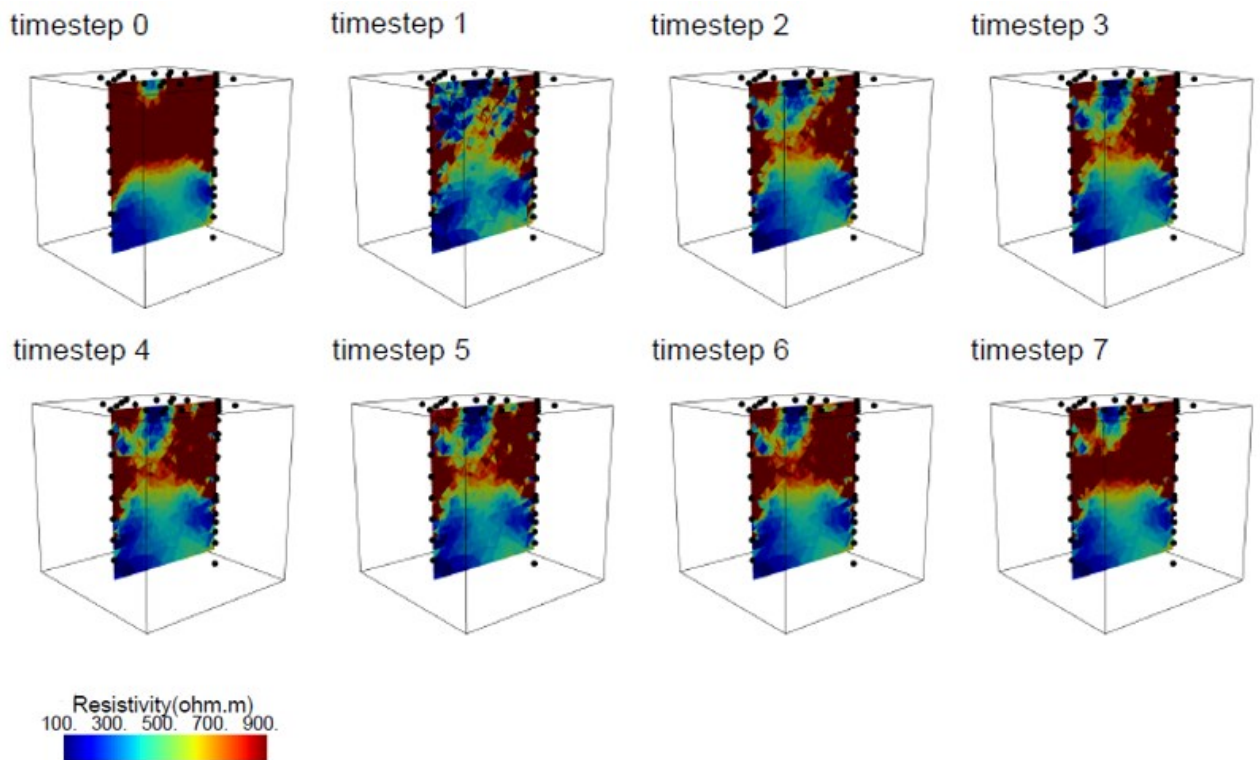 timestep 0
timestep 1
timestep 2
timestep 3
timestep 4
timestep 5
timestep 6
timestep 7
Resistivity(ohm.m)
100. 300. 500. 700. 900.